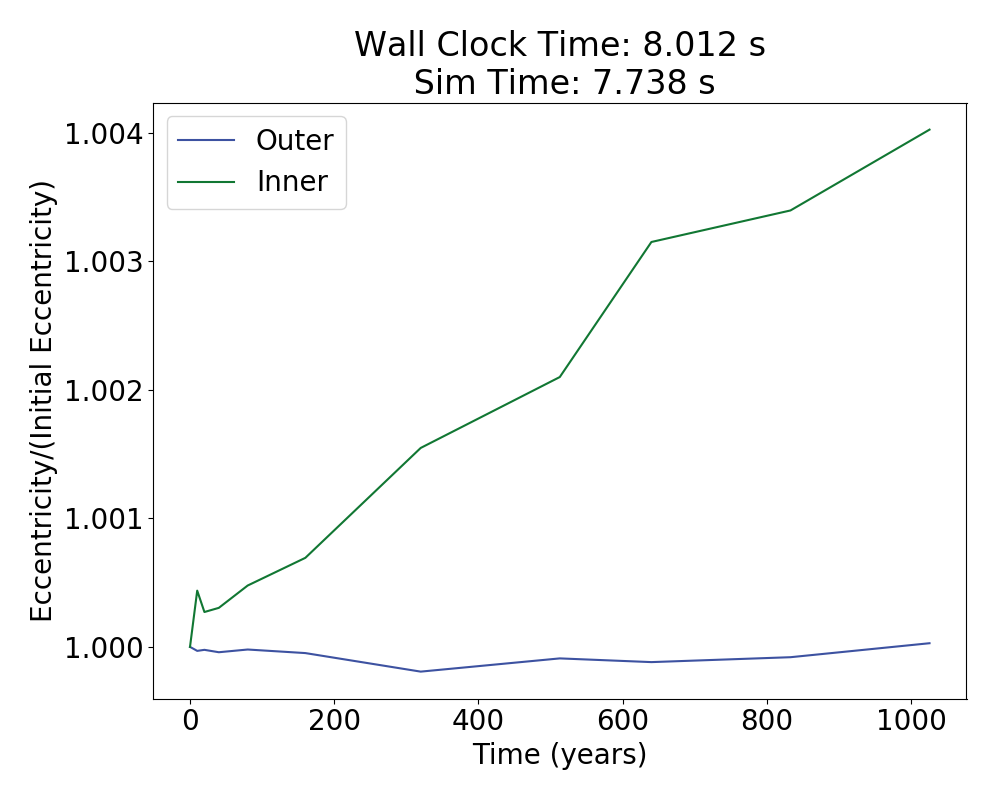 Wall Clock Time: 8.012 s
Sim Time: 7.738 s
Outer
Inner
Eccentricity/(Initial Eccentricity)
1.004
1.003
1.002
1.001
1.000
0 200 400 600 800 1000
Time (years)